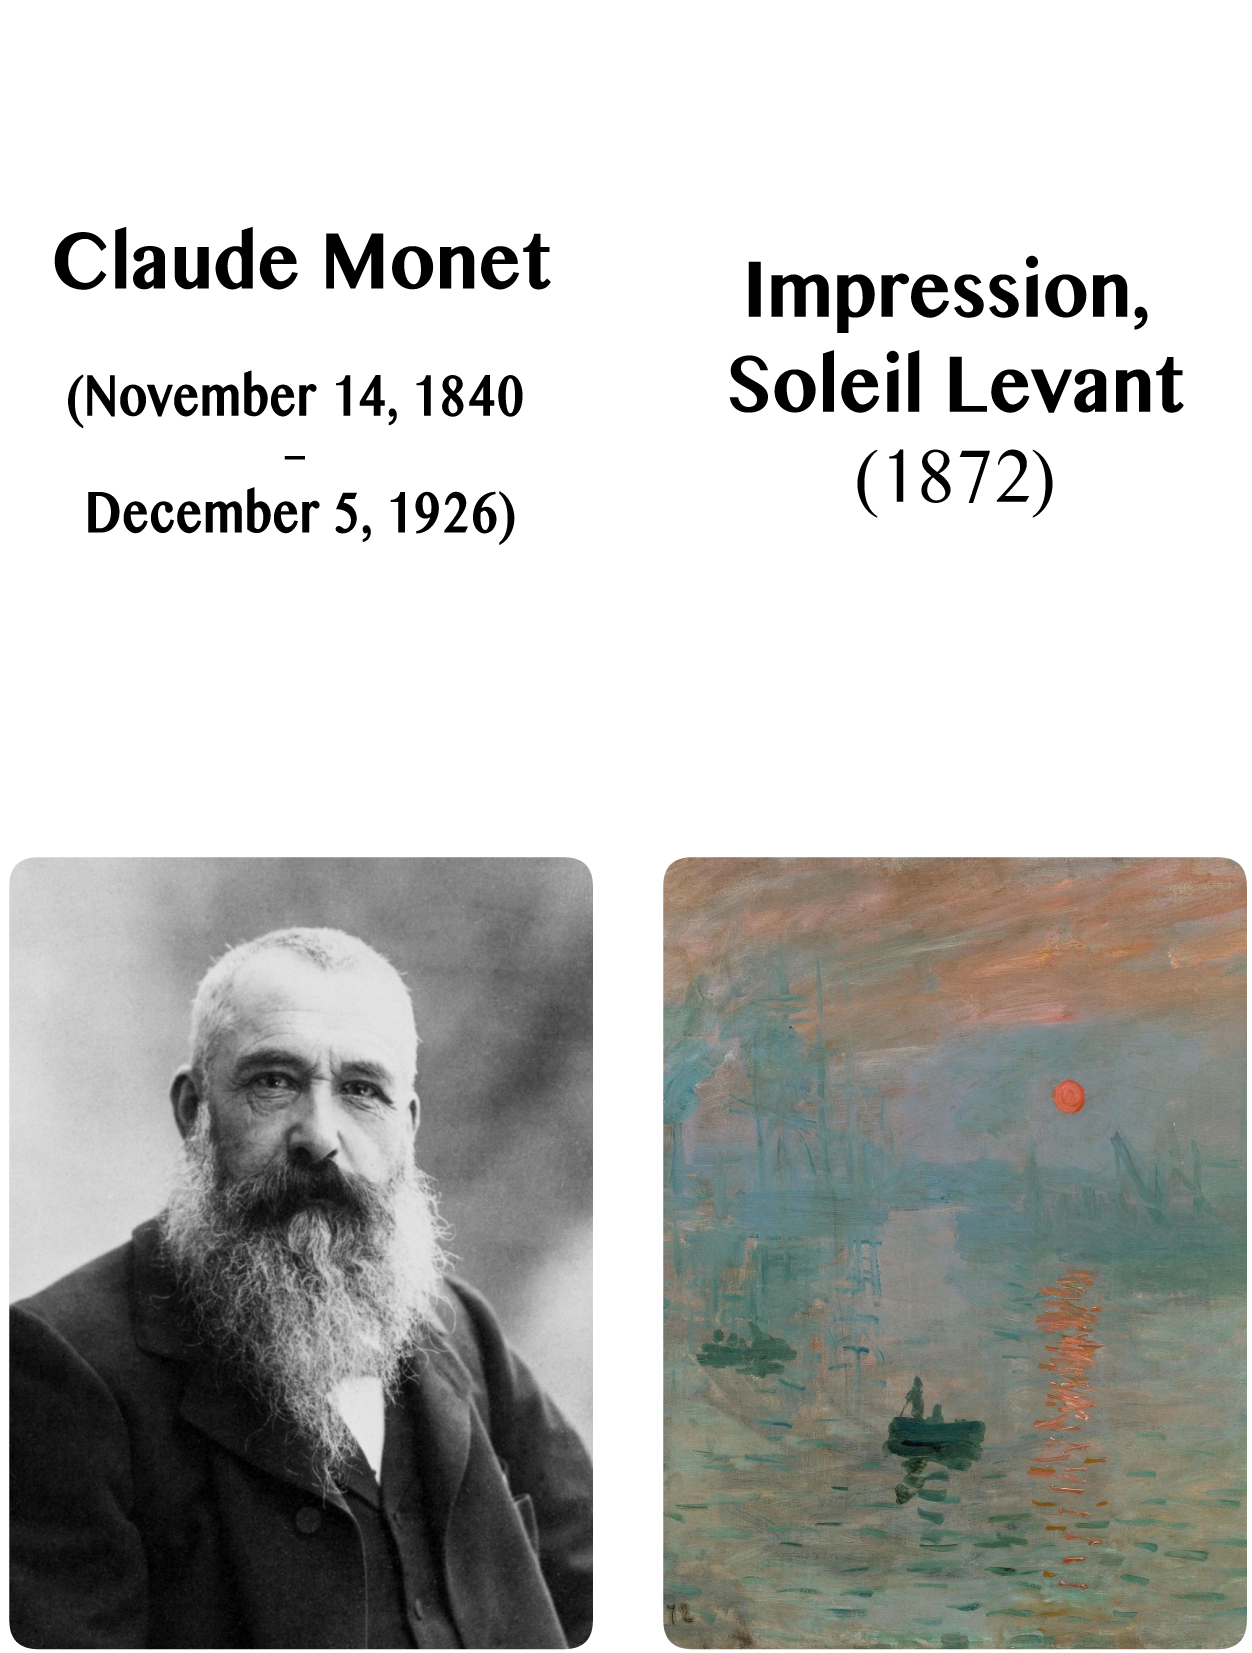 Claude Monet
(November 14, 1840
–
December 5, 1926)
Impression,
Soleil Levant
(1872)
72